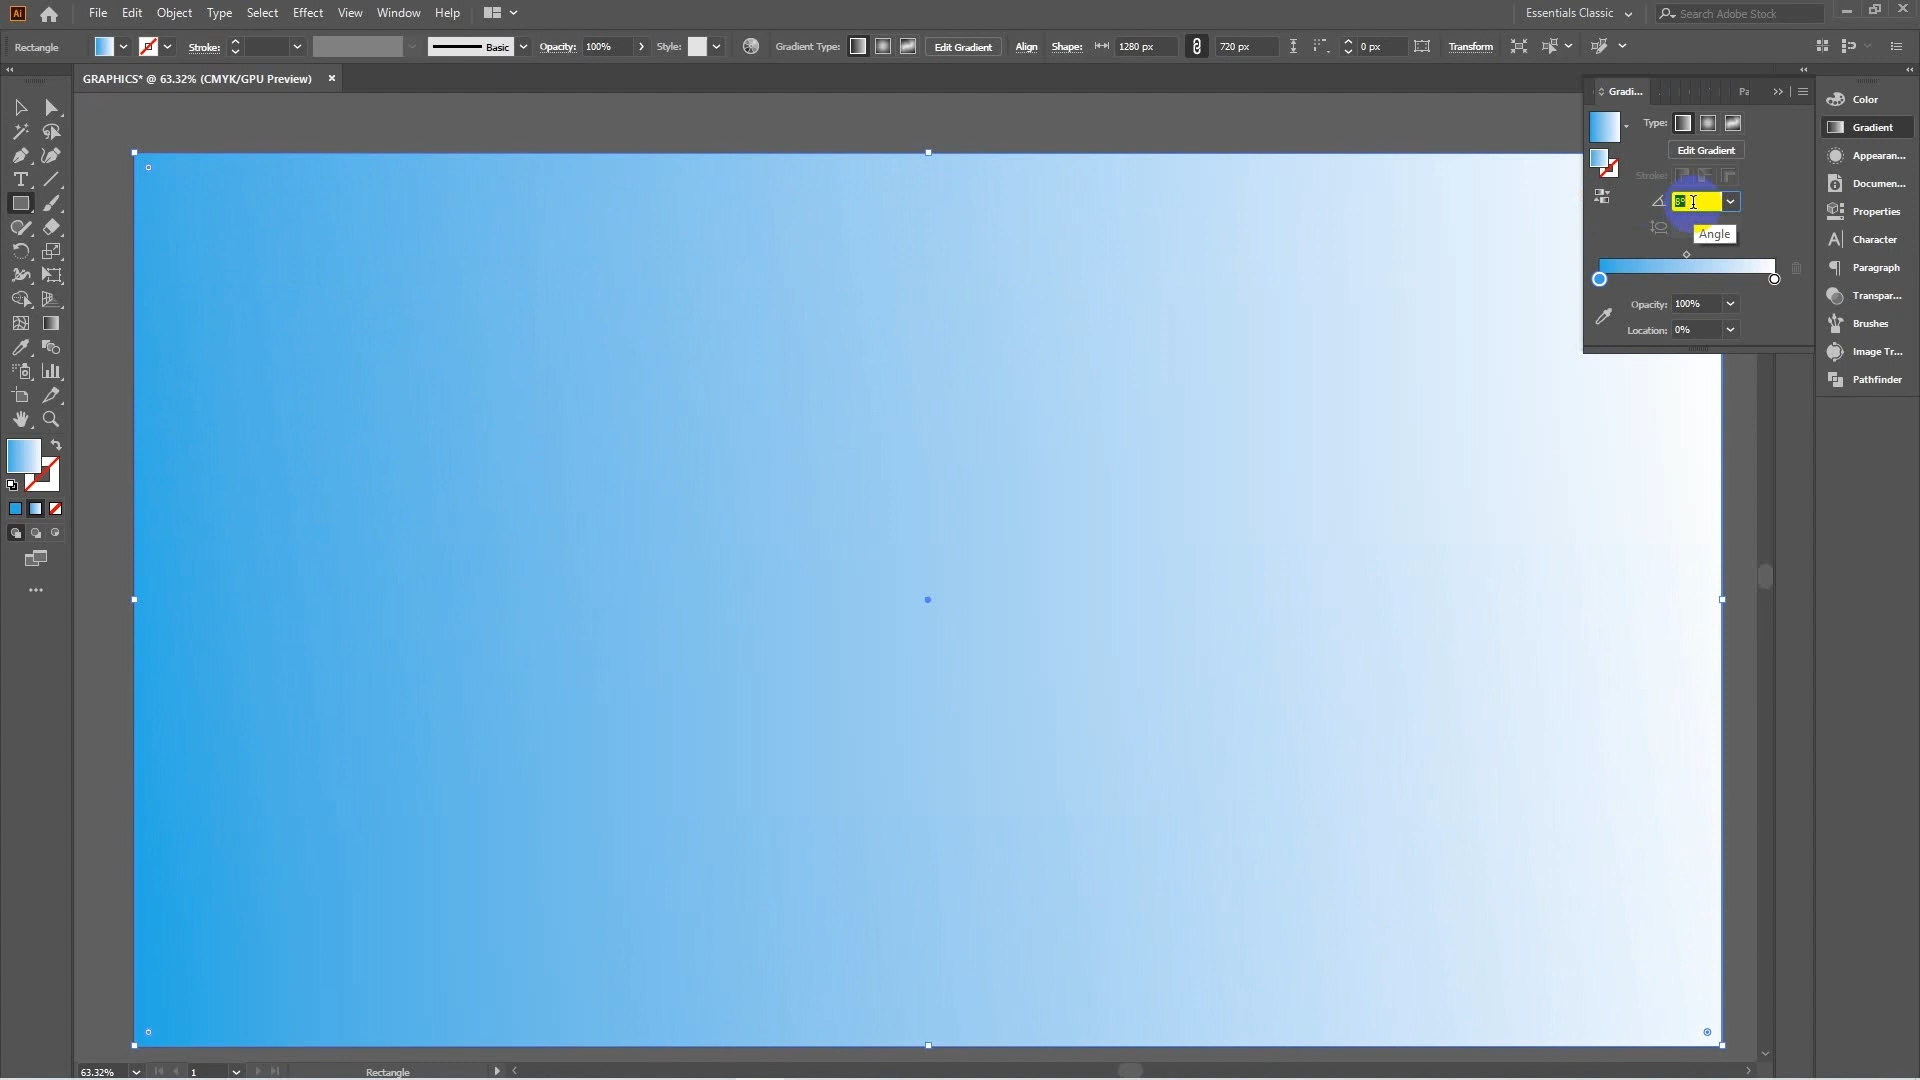 Ai File Edit Object Type Select Effect View Window Help Essentials Classic Search Adobe Stock
Rectangle Stroke: Basic Opacity: 100% Style: Gradient Type: Edit Gradient Align Shape: 1280 px 720 px 0 px Transform
GRAPHICS* @ 63.32% (CMYK/GPU Preview)
Gradi... Pa
Type:
Edit Gradient
Stroke:
8°
Angle
Opacity: 100%
Location: 0%
Color
Gradient
Appearan...
Documen...
Properties
Character
Paragraph
Transpar...
Brushes
Image Tr...
Pathfinder
63.32% 1 Rectangle